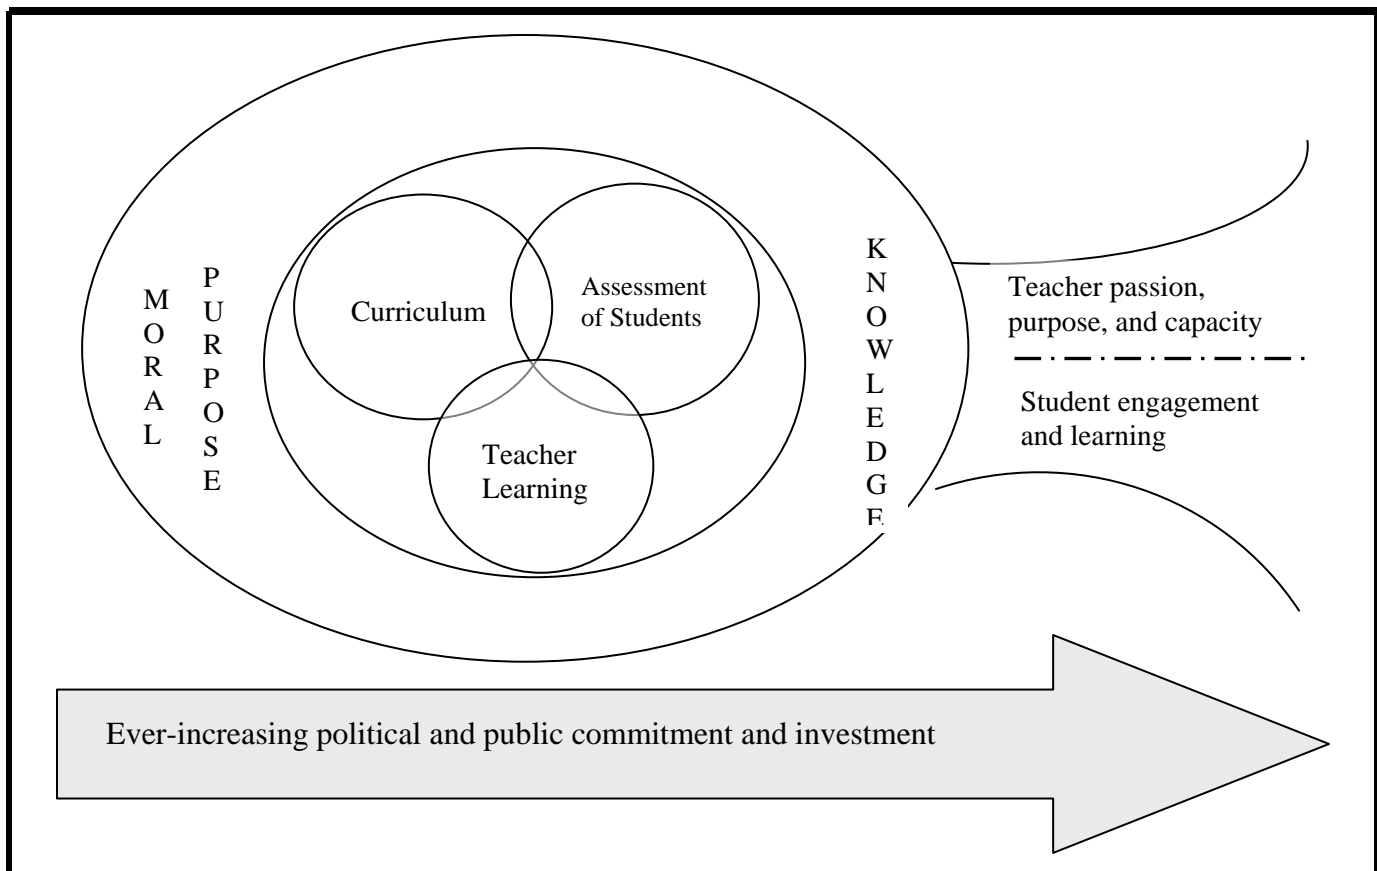 MORAL
PURPOSE
Curriculum
Assessment
of Students
Teacher
Learning
KNOWLEDGE
Teacher passion,
purpose, and capacity
Student engagement
and learning
Ever-increasing political and public commitment and investment